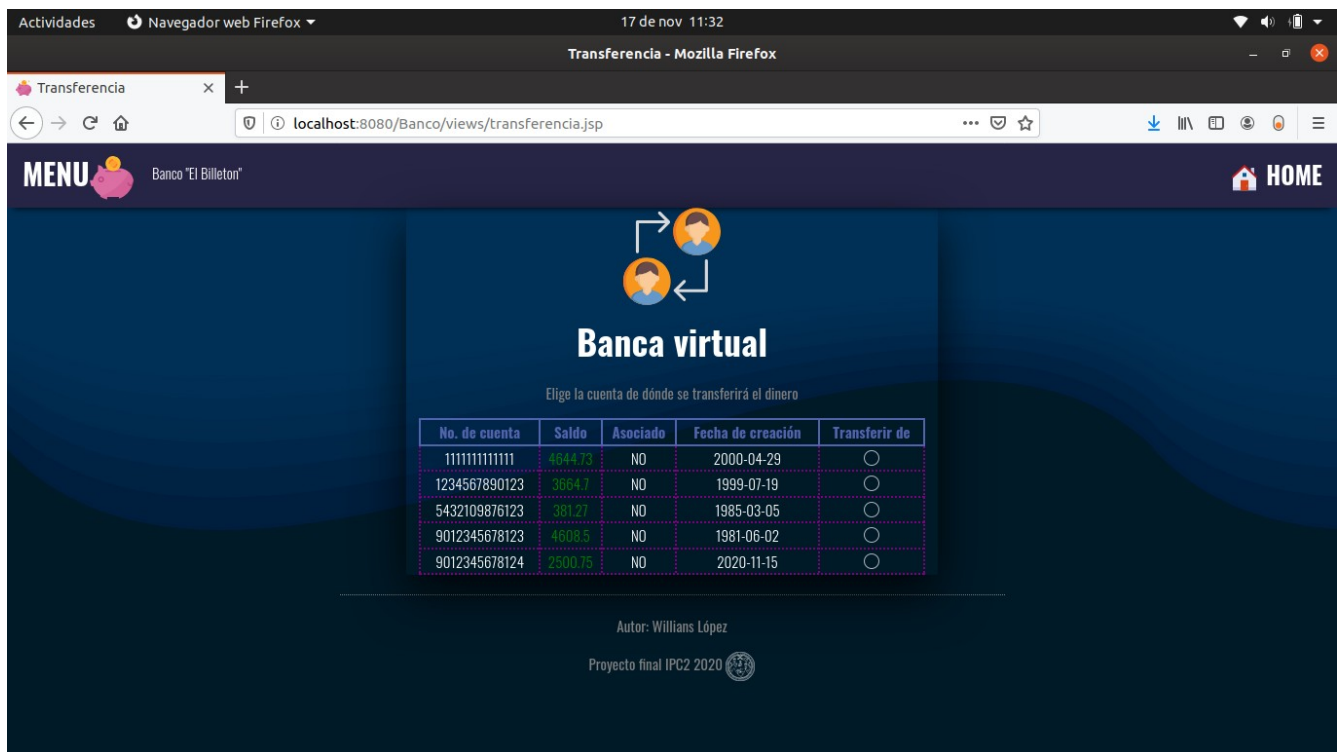 Actividades Navegador web Firefox 17 de nov 11:32
Transferencia - Mozilla Firefox
Transferencia
localhost:8080/Banco/views/transferencia.jsp
MENU Banco "El Billeton" HOME
Banca virtual
Elige la cuenta de dónde se transferirá el dinero
No. de cuenta Saldo Asociado Fecha de creación Transferir de
1111111111111 4644.73 NO 2000-04-29
1234567890123 3664.7 NO 1999-07-19
5432109876123 381.27 NO 1985-03-05
9012345678123 4608.5 NO 1981-06-02
9012345678124 2500.75 NO 2020-11-15
Autor: Willians López
Proyecto final IPC2 2020